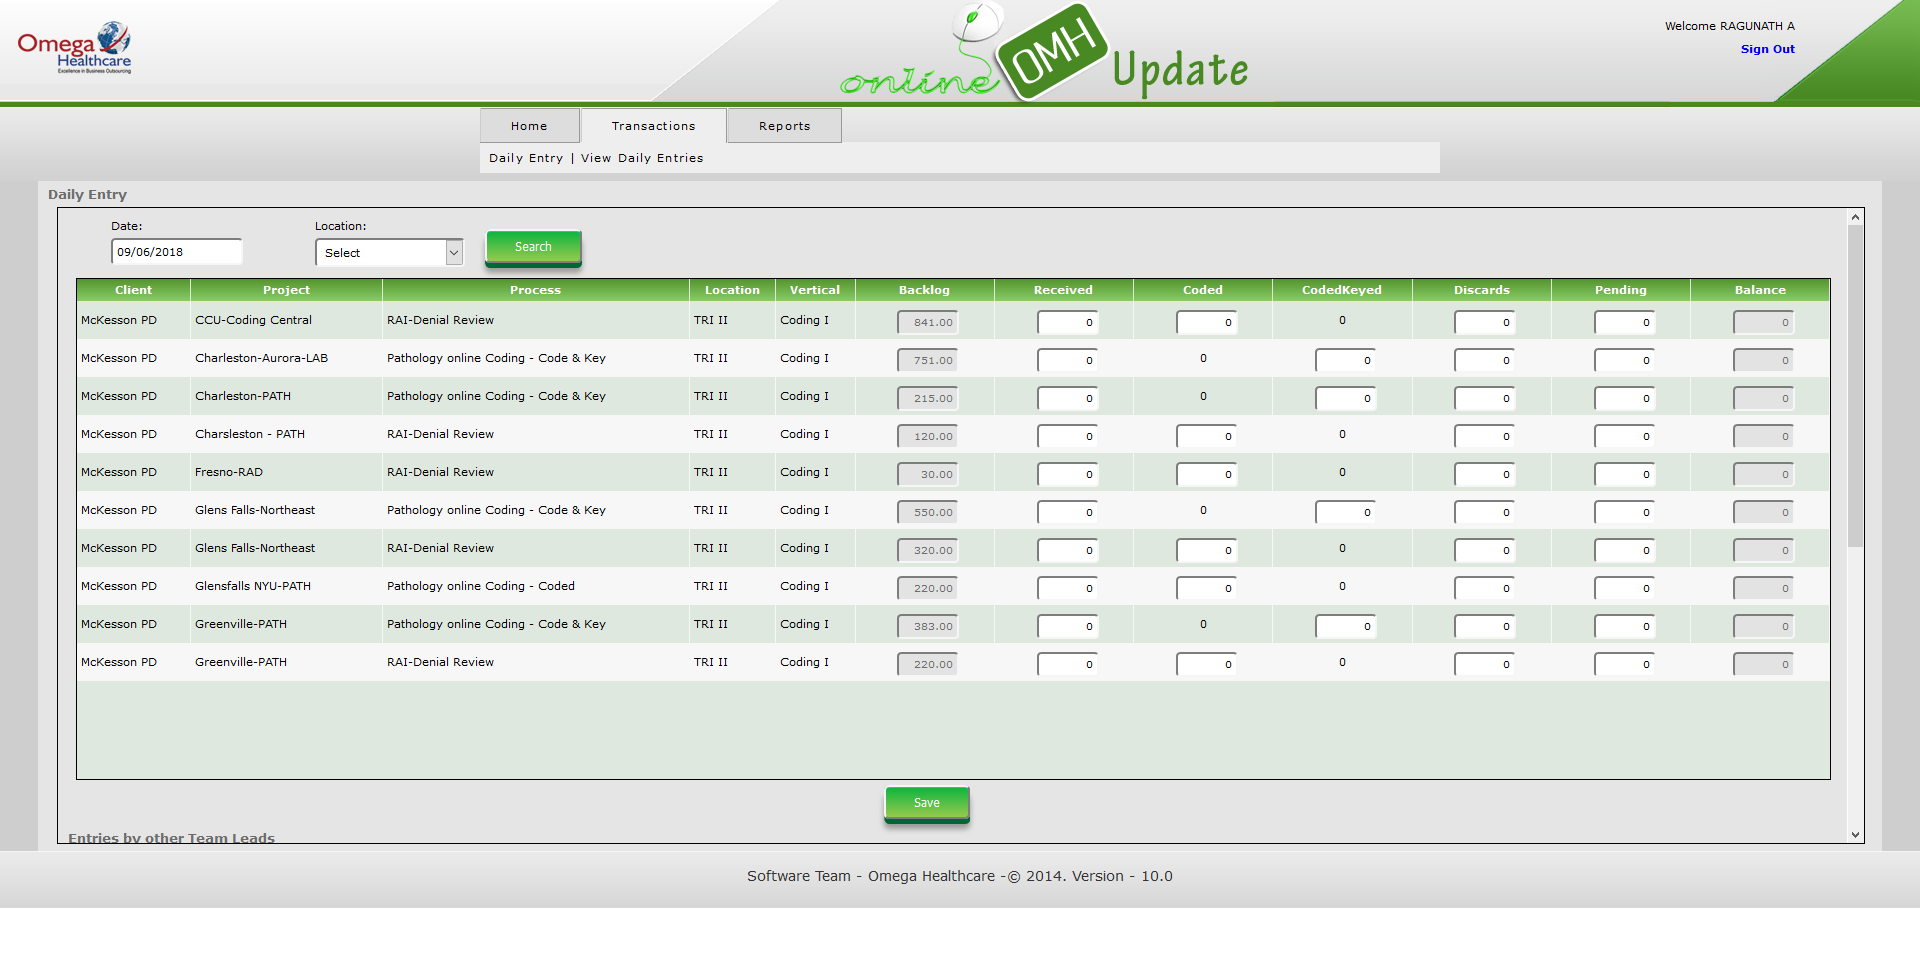 Omega
Healthcare
Excellence in Business Outsourcing
online OMH Update
Welcome RAGUNATH A
Sign Out
Home Transactions Reports
Daily Entry | View Daily Entries
Daily Entry
Date: Location:
09/06/2018 Select Search
Client Project Process Location Vertical Backlog Received Coded CodedKeyed Discards Pending Balance
McKesson PD CCU-Coding Central RAI-Denial Review TRI II Coding I 841.00 0 0 0 0 0 0
McKesson PD Charleston-Aurora-LAB Pathology online Coding - Code & Key TRI II Coding I 751.00 0 0 0 0 0 0
McKesson PD Charleston-PATH Pathology online Coding - Code & Key TRI II Coding I 215.00 0 0 0 0 0 0
McKesson PD Charsleston - PATH RAI-Denial Review TRI II Coding I 120.00 0 0 0 0 0 0
McKesson PD Fresno-RAD RAI-Denial Review TRI II Coding I 30.00 0 0 0 0 0 0
McKesson PD Glens Falls-Northeast Pathology online Coding - Code & Key TRI II Coding I 550.00 0 0 0 0 0 0
McKesson PD Glens Falls-Northeast RAI-Denial Review TRI II Coding I 320.00 0 0 0 0 0 0
McKesson PD Glensfalls NYU-PATH Pathology online Coding - Coded TRI II Coding I 220.00 0 0 0 0 0 0
McKesson PD Greenville-PATH Pathology online Coding - Code & Key TRI II Coding I 383.00 0 0 0 0 0 0
McKesson PD Greenville-PATH RAI-Denial Review TRI II Coding I 220.00 0 0 0 0 0 0
Save
Entries by other Team Leads
Software Team - Omega Healthcare -© 2014. Version - 10.0